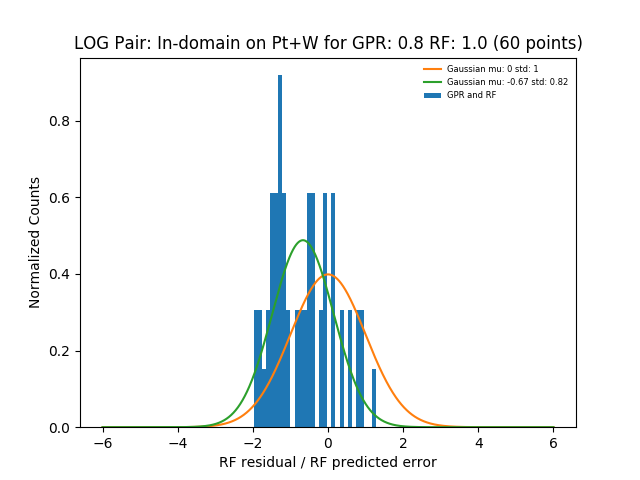 LOG Pair: In-domain on Pt+W for GPR: 0.8 RF: 1.0 (60 points)
Gaussian mu: 0 std: 1
Gaussian mu: -0.67 std: 0.82
GPR and RF
Normalized Counts
0.8
0.6
0.4
0.2
0.0
−6 −4 −2 0 2 4 6
RF residual / RF predicted error